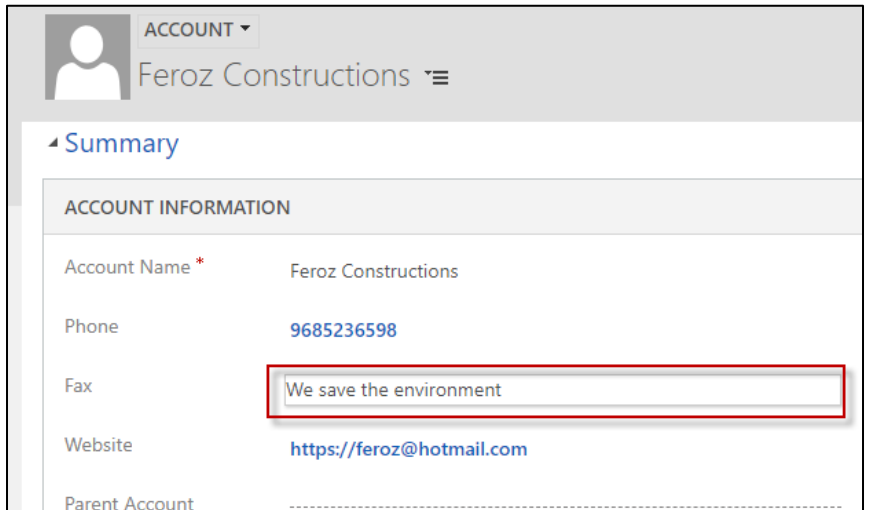 ACCOUNT
Feroz Constructions
Summary
ACCOUNT INFORMATION
Account Name * Feroz Constructions
Phone 9685236598
Fax We save the environment
Website https://feroz@hotmail.com
Parent Account